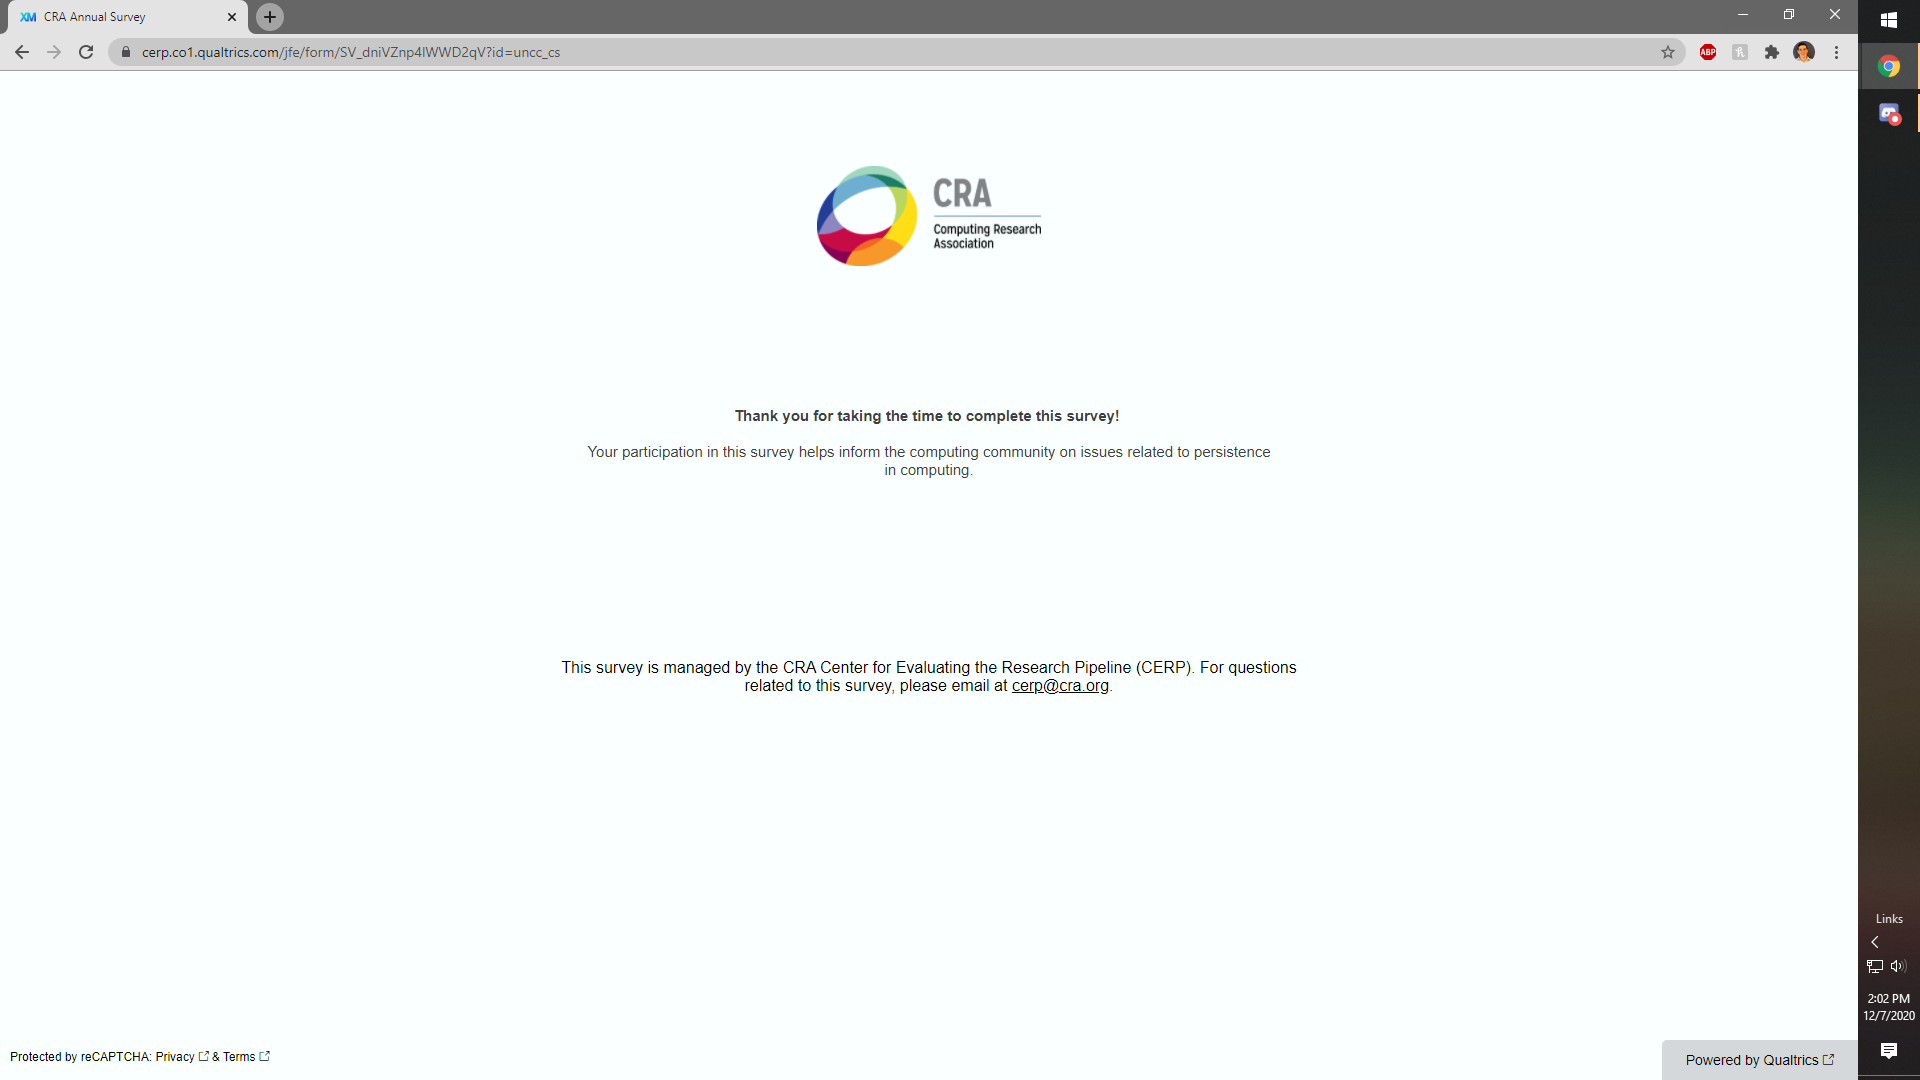 CRA Annual Survey
cerp.co1.qualtrics.com/jfe/form/SV_dniVZnp4lWWD2qV?id=uncc_cs
ABP
CRA
Computing Research
Association
Thank you for taking the time to complete this survey!
Your participation in this survey helps inform the computing community on issues related to persistence
in computing.
This survey is managed by the CRA Center for Evaluating the Research Pipeline (CERP). For questions
related to this survey, please email at cerp@cra.org.
Links
2:02 PM
12/7/2020
Protected by reCAPTCHA: Privacy & Terms
Powered by Qualtrics